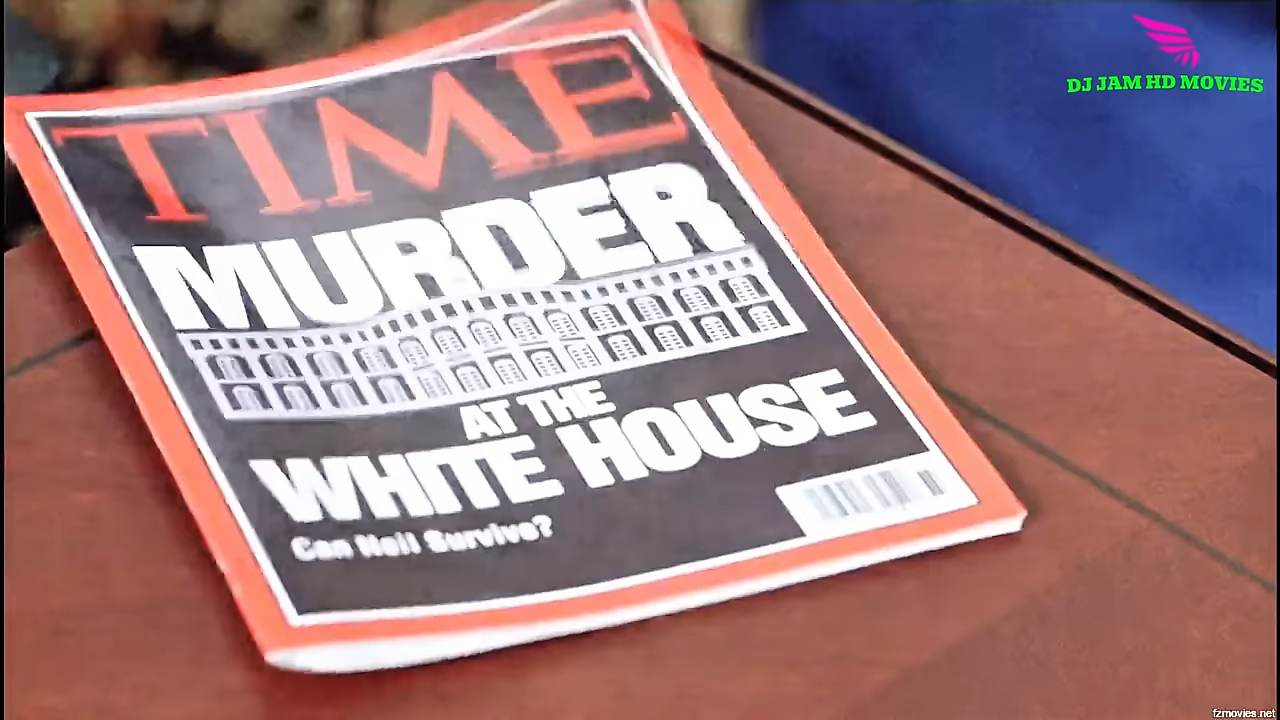 DJ JAM HD MOVIES
TIME
MURDER
AT THE
WHITE HOUSE
Can Neil Survive?
fzmovies.net